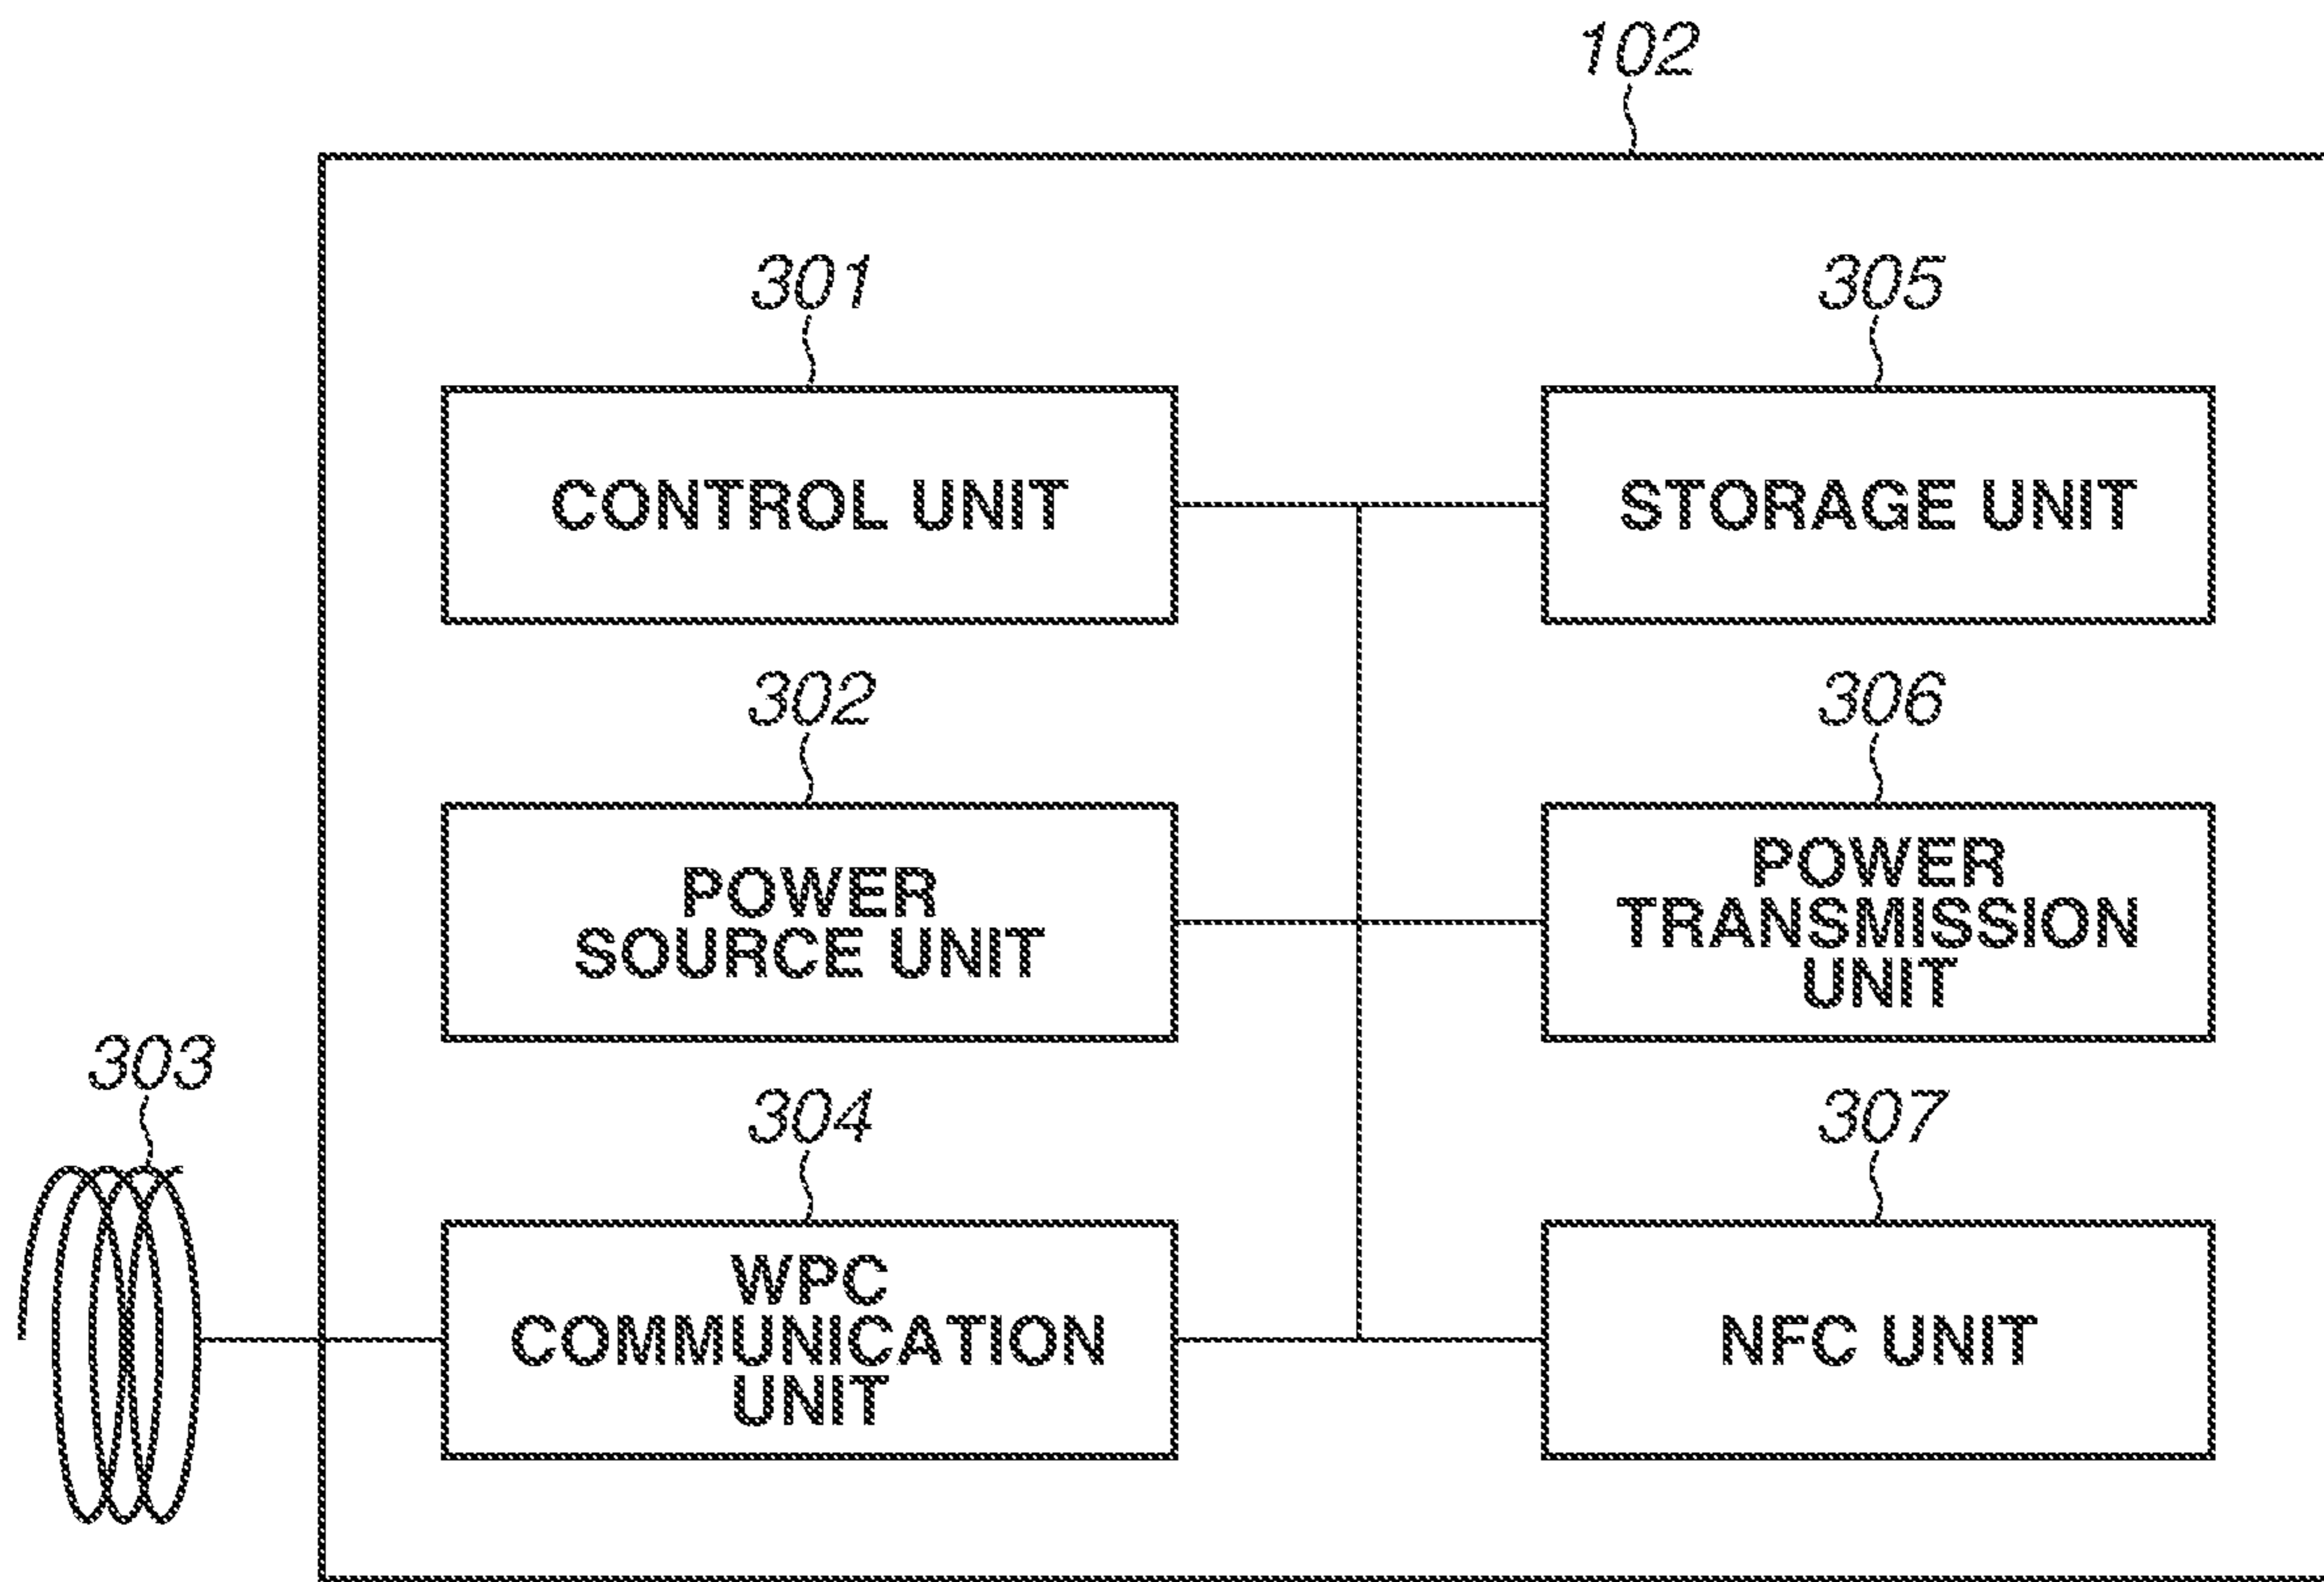 102
301
305
CONTROL UNIT
STORAGE UNIT
302
306
POWER
SOURCE UNIT
POWER
TRANSMISSION
UNIT
303
304
307
WPC
COMMUNICATION
UNIT
NFC UNIT